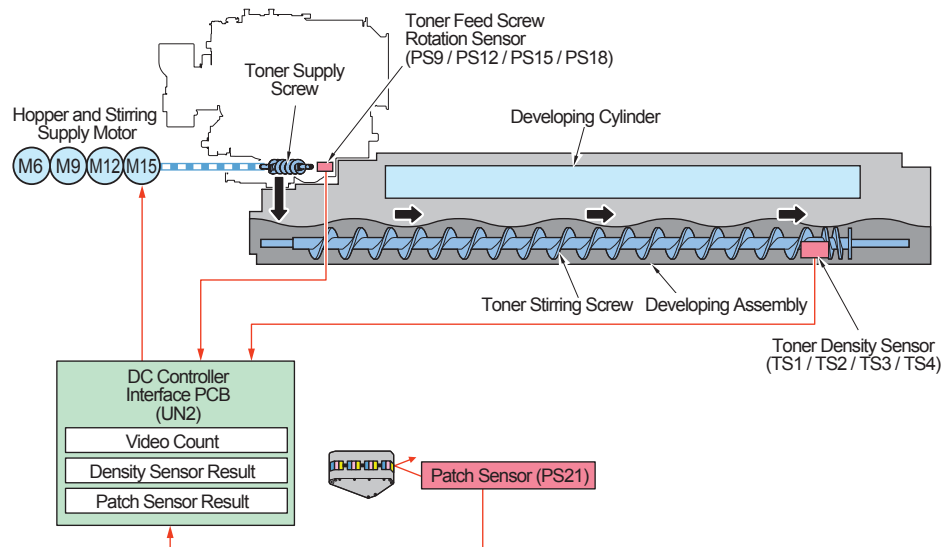 Toner Feed Screw
Rotation Sensor
(PS9 / PS12 / PS15 / PS18)
Toner Supply
Screw
Hopper and Stirring
Supply Motor
M6 M9 M12 M15
Developing Cylinder
Toner Stirring Screw
Developing Assembly
Toner Density Sensor
(TS1 / TS2 / TS3 / TS4)
DC Controller
Interface PCB
(UN2)
Video Count
Density Sensor Result
Patch Sensor Result
Patch Sensor (PS21)